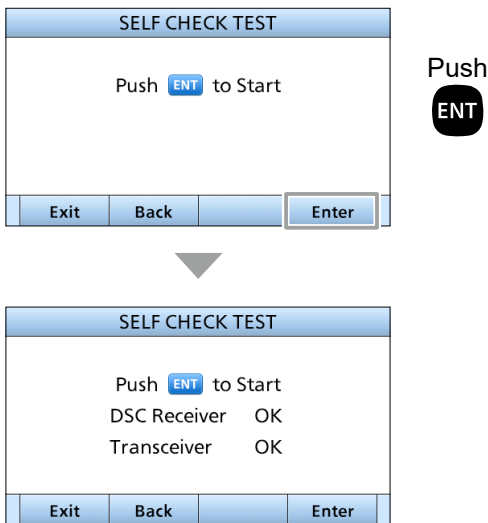 SELF CHECK TEST
Push ENT to Start
Push
ENT
Exit Back Enter
SELF CHECK TEST
Push ENT to Start
DSC Receiver OK
Transceiver OK
Exit Back Enter